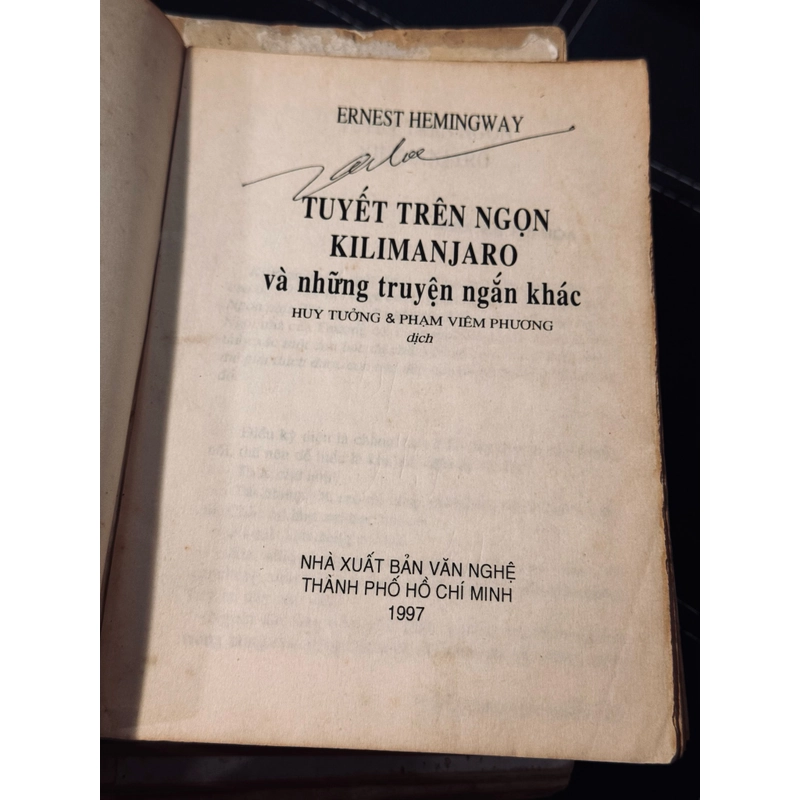 ERNEST HEMINGWAY
TUYẾT TRÊN NGỌN
KILIMANJARO
và những truyện ngắn khác
HUY TƯỞNG & PHẠM VIÊM PHƯƠNG
dịch
NHÀ XUẤT BẢN VĂN NGHỆ
THÀNH PHỐ HỒ CHÍ MINH
1997